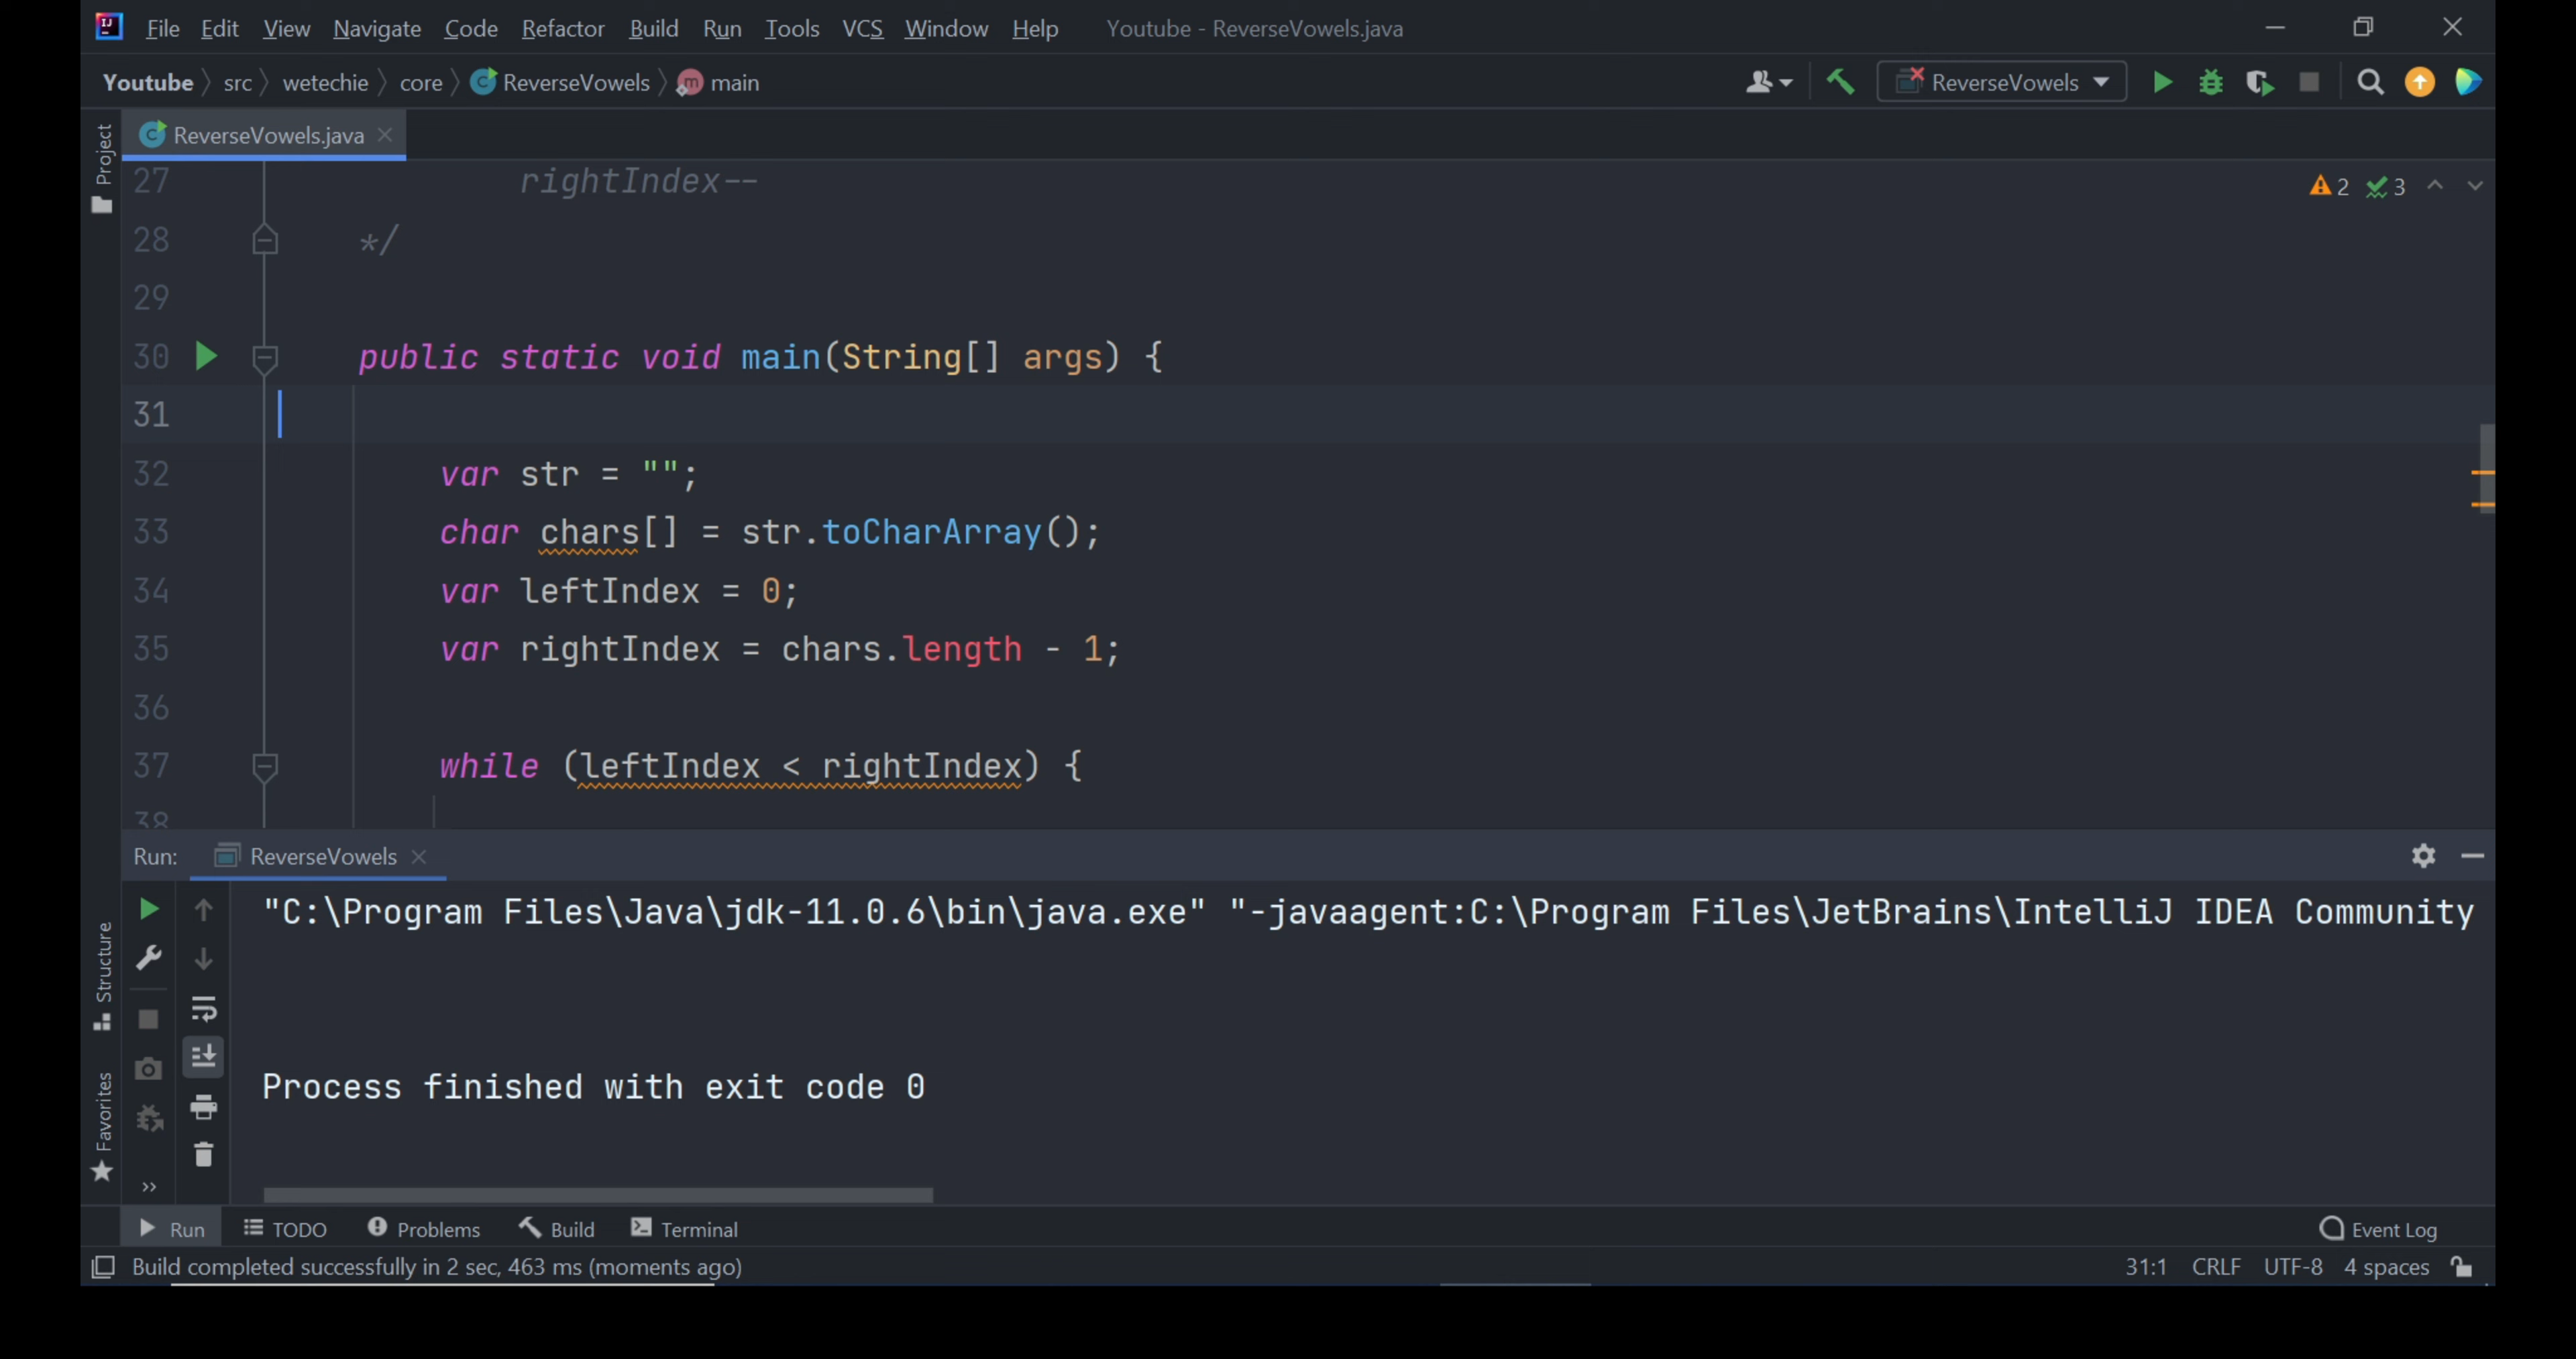 File Edit View Navigate Code Refactor Build Run Tools VCS Window Help Youtube - ReverseVowels.java
Youtube src wetechie core ReverseVowels main ReverseVowels
ReverseVowels.java
Project
27 rightIndex--
2 3
28 */
29
30 public static void main(String[] args) {
31
32 var str = "";
33 char chars[] = str.toCharArray();
34 var leftIndex = 0;
35 var rightIndex = chars.length - 1;
36
37 while (leftIndex < rightIndex) {
38
Run: ReverseVowels
"C:\Program Files\Java\jdk-11.0.6\bin\java.exe" "-javaagent:C:\Program Files\JetBrains\IntelliJ IDEA Community
Structure
Process finished with exit code 0
Favorites
Run TODO Problems Build Terminal Event Log
Build completed successfully in 2 sec, 463 ms (moments ago) 31:1 CRLF UTF-8 4 spaces